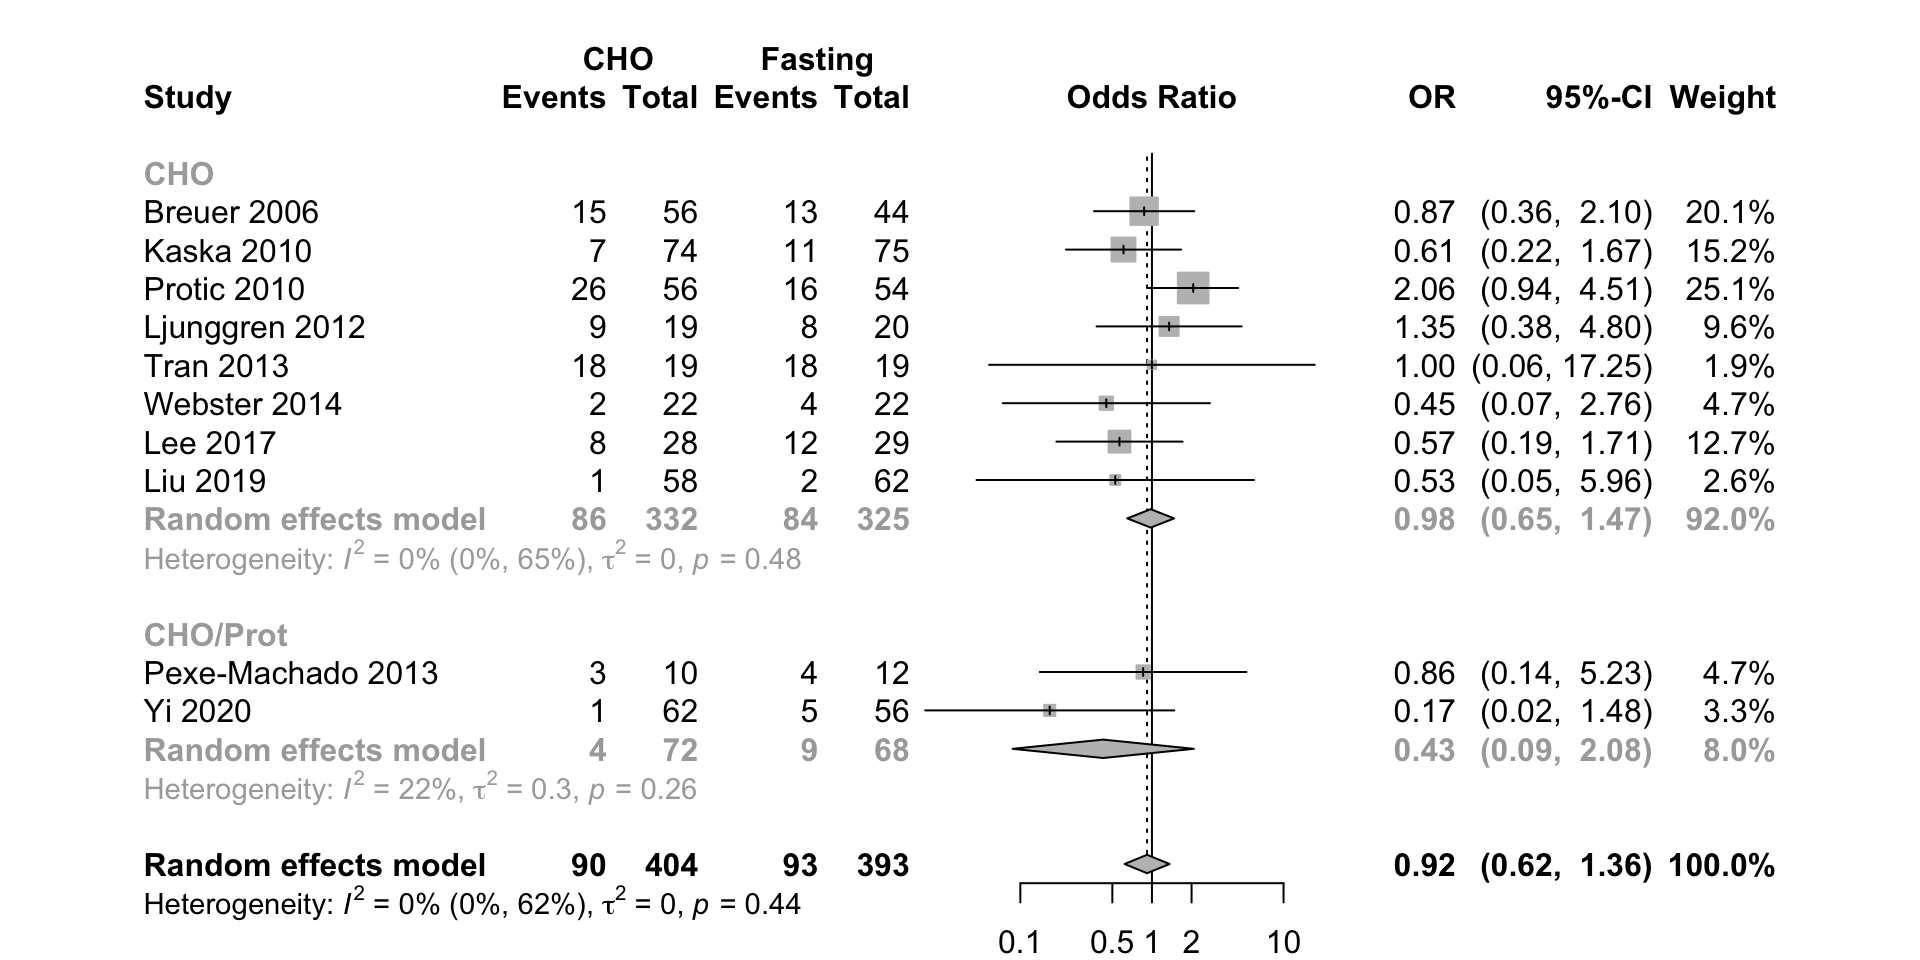 CHO Fasting
Study Events Total Events Total Odds Ratio OR 95%-CI Weight
CHO
Breuer 2006 15 56 13 44 0.87 (0.36, 2.10) 20.1%
Kaska 2010 7 74 11 75 0.61 (0.22, 1.67) 15.2%
Protic 2010 26 56 16 54 2.06 (0.94, 4.51) 25.1%
Ljunggren 2012 9 19 8 20 1.35 (0.38, 4.80) 9.6%
Tran 2013 18 19 18 19 1.00 (0.06, 17.25) 1.9%
Webster 2014 2 22 4 22 0.45 (0.07, 2.76) 4.7%
Lee 2017 8 28 12 29 0.57 (0.19, 1.71) 12.7%
Liu 2019 1 58 2 62 0.53 (0.05, 5.96) 2.6%
Random effects model 86 332 84 325 0.98 (0.65, 1.47) 92.0%
Heterogeneity: I² = 0% (0%, 65%), τ² = 0, p = 0.48
CHO/Prot
Pexe-Machado 2013 3 10 4 12 0.86 (0.14, 5.23) 4.7%
Yi 2020 1 62 5 56 0.17 (0.02, 1.48) 3.3%
Random effects model 4 72 9 68 0.43 (0.09, 2.08) 8.0%
Heterogeneity: I² = 22%, τ² = 0.3, p = 0.26
Random effects model 90 404 93 393 0.92 (0.62, 1.36) 100.0%
Heterogeneity: I² = 0% (0%, 62%), τ² = 0, p = 0.44
0.1 0.5 1 2 10